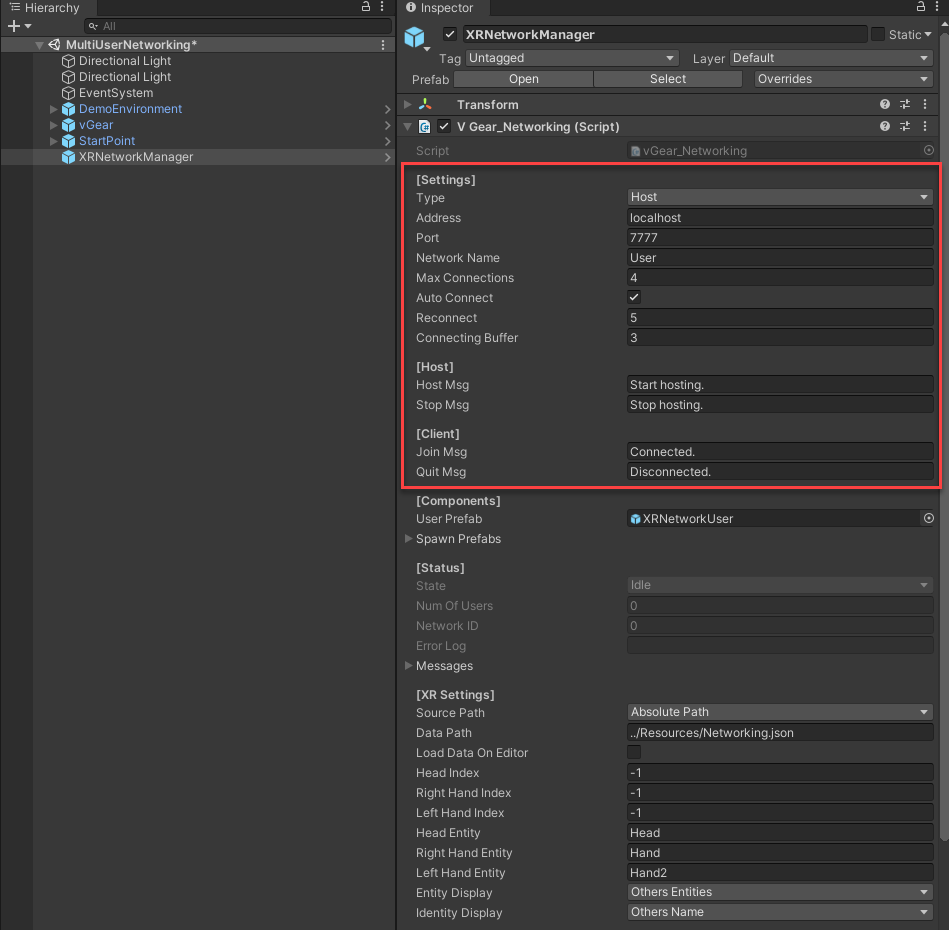 Hierarchy
All
MultiUserNetworking*
Directional Light
Directional Light
EventSystem
DemoEnvironment
vGear
StartPoint
XRNetworkManager
Inspector
XRNetworkManager
Static
Tag Untagged Layer Default
Prefab Open Select Overrides
Transform
V Gear_Networking (Script)
Script vGear_Networking
[Settings]
Type Host
Address localhost
Port 7777
Network Name User
Max Connections 4
Auto Connect
Reconnect 5
Connecting Buffer 3
[Host]
Host Msg Start hosting.
Stop Msg Stop hosting.
[Client]
Join Msg Connected.
Quit Msg Disconnected.
[Components]
User Prefab XRNetworkUser
Spawn Prefabs
[Status]
State Idle
Num Of Users 0
Network ID 0
Error Log
Messages
[XR Settings]
Source Path Absolute Path
Data Path ../Resources/Networking.json
Load Data On Editor
Head Index -1
Right Hand Index -1
Left Hand Index -1
Head Entity Head
Right Hand Entity Hand
Left Hand Entity Hand2
Entity Display Others Entities
Identity Display Others Name